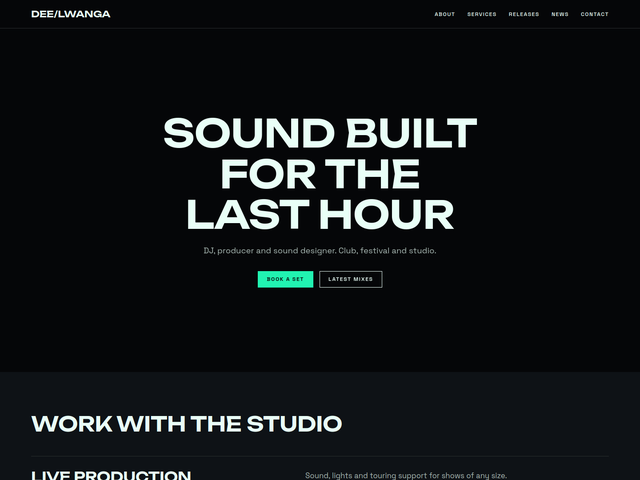 DEE/LWANGA
ABOUT SERVICES RELEASES NEWS CONTACT
SOUND BUILT
FOR THE
LAST HOUR
DJ, producer and sound designer. Club, festival and studio.
BOOK A SET LATEST MIXES
WORK WITH THE STUDIO
LIVE PRODUCTION
Sound, lights and touring support for shows of any size.